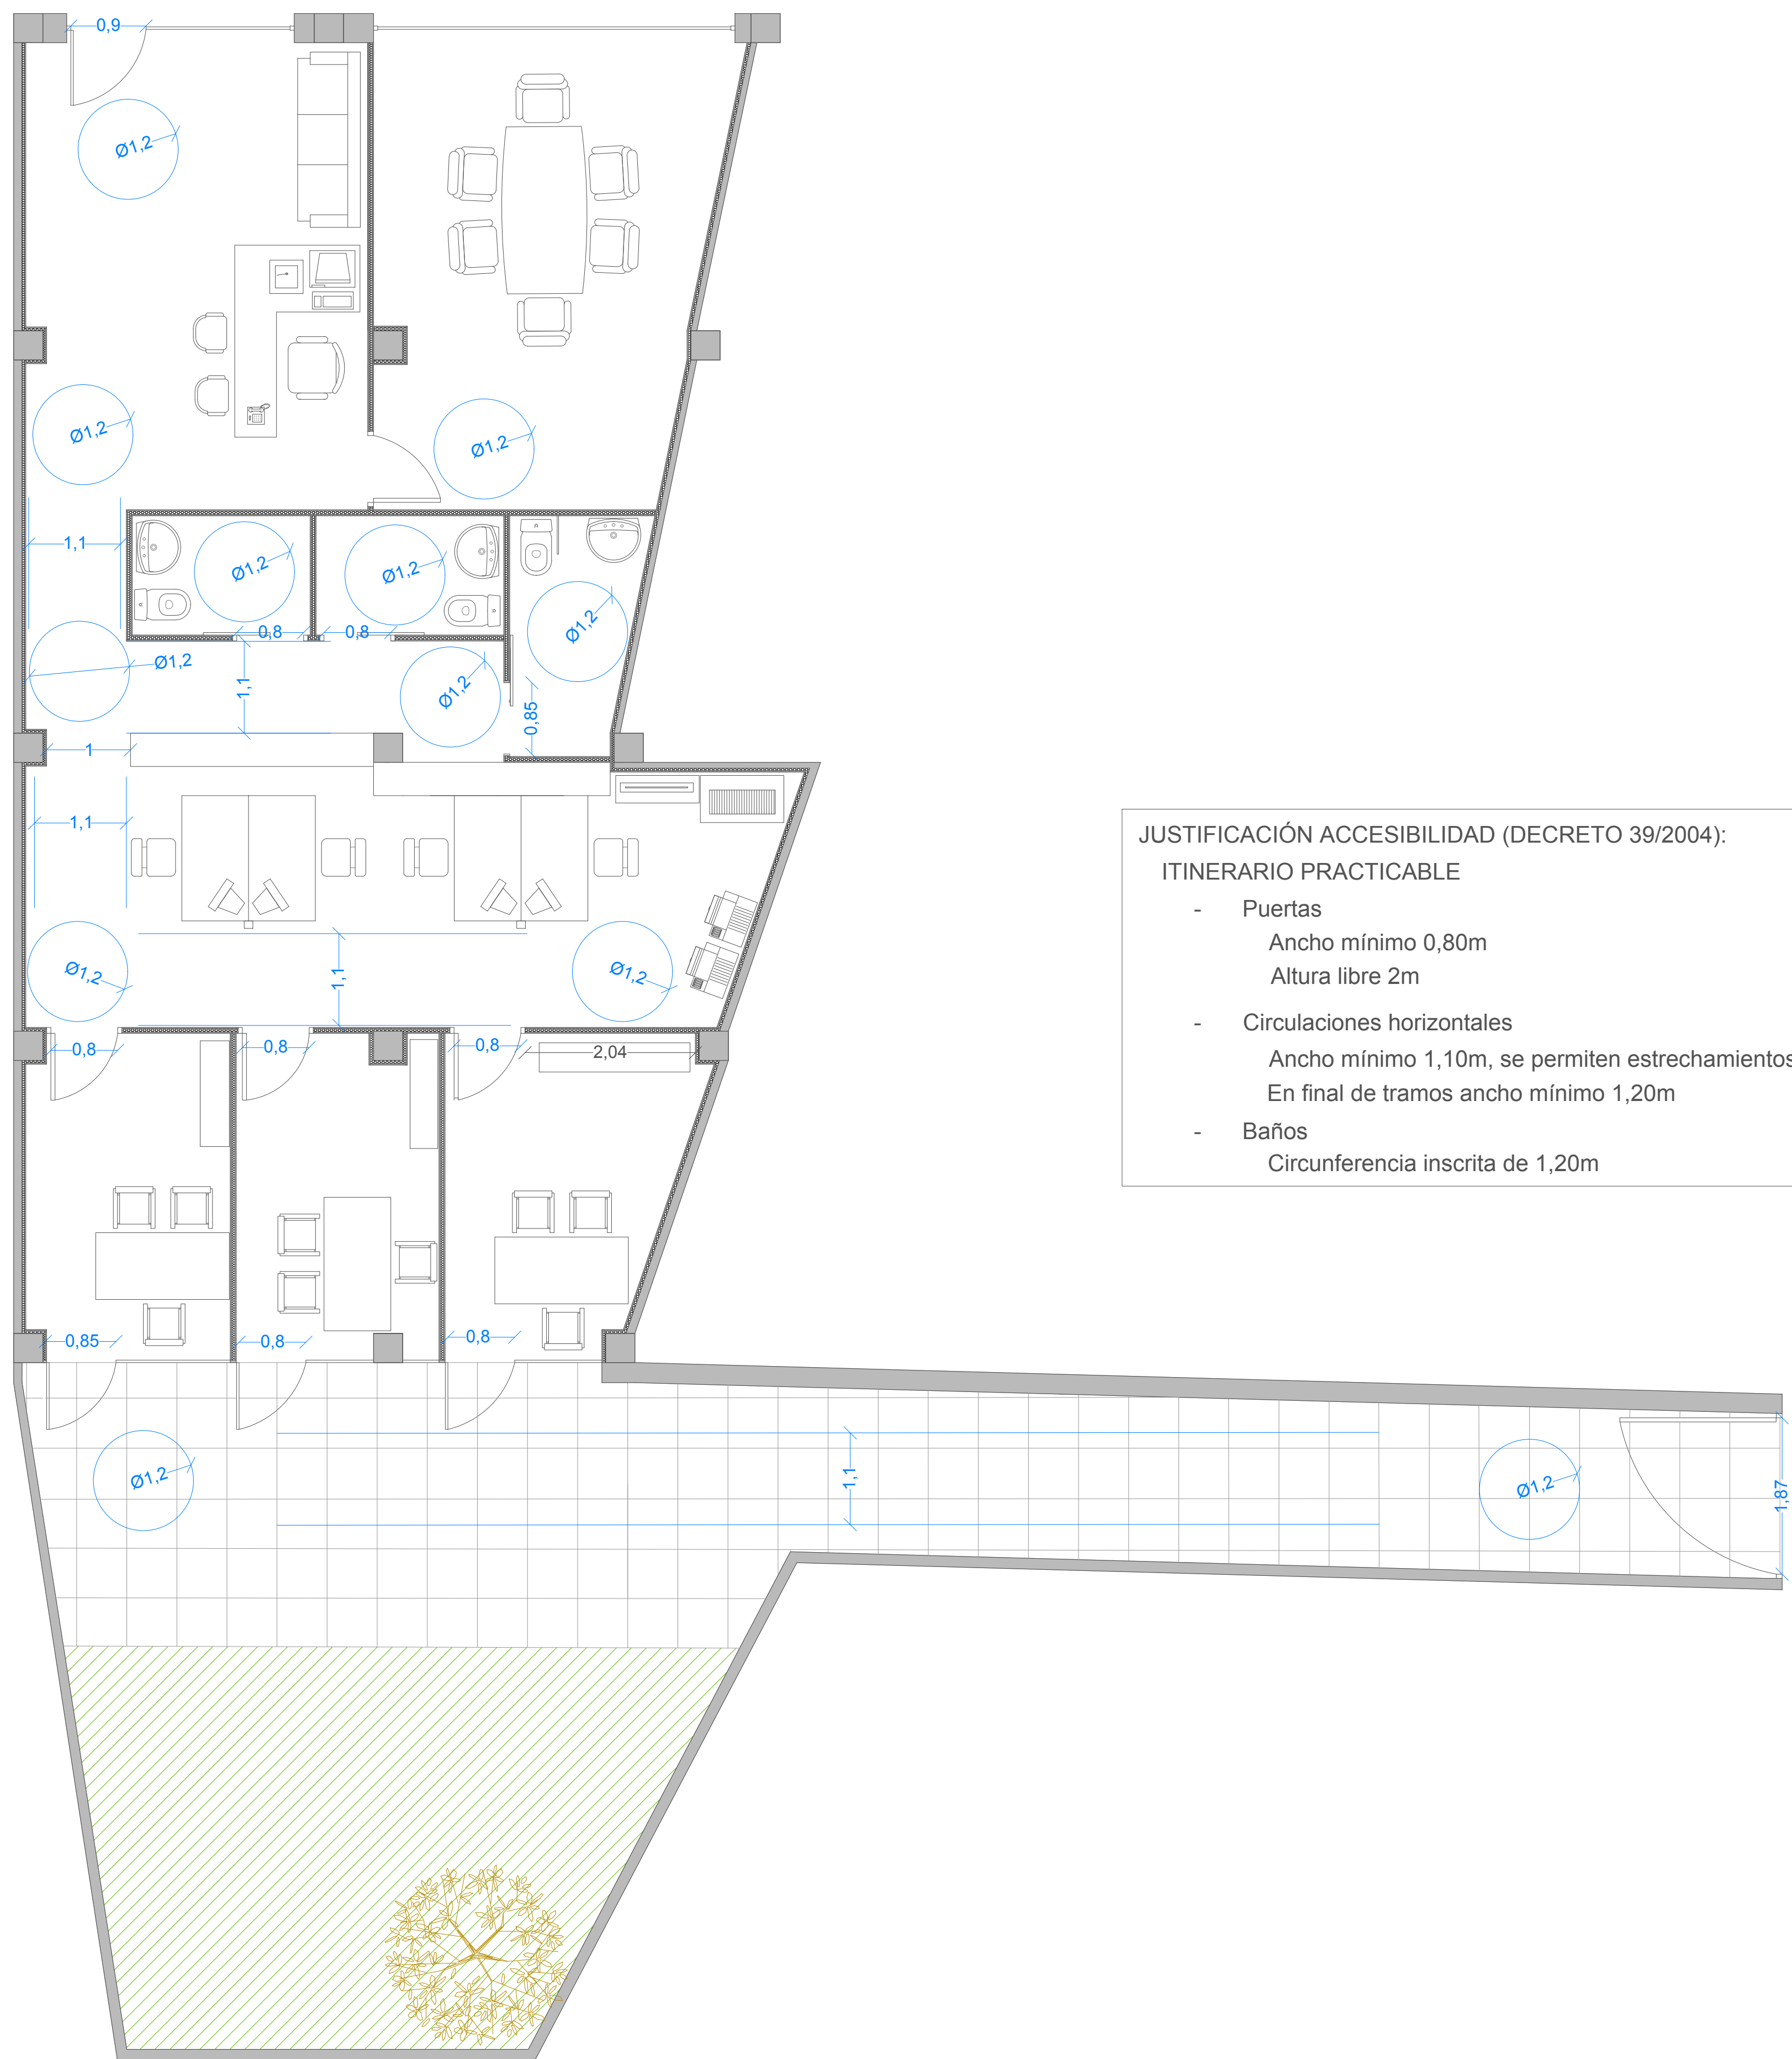 0,9
Ø1,2
Ø1,2
Ø1,2
1,1
Ø1,2
Ø1,2
Ø1,2
0,8
0,8
Ø1,2
1,1
Ø1,2
0,85
1
1,1
Ø1,2
1,1
Ø1,2
0,8
0,8
0,8
2,04
0,85
0,8
0,8
Ø1,2
1,1
Ø1,2
1,87
JUSTIFICACIÓN ACCESIBILIDAD (DECRETO 39/2004):
ITINERARIO PRACTICABLE
- Puertas
Ancho mínimo 0,80m
Altura libre 2m
- Circulaciones horizontales
Ancho mínimo 1,10m, se permiten estrechamientos
En final de tramos ancho mínimo 1,20m
- Baños
Circunferencia inscrita de 1,20m